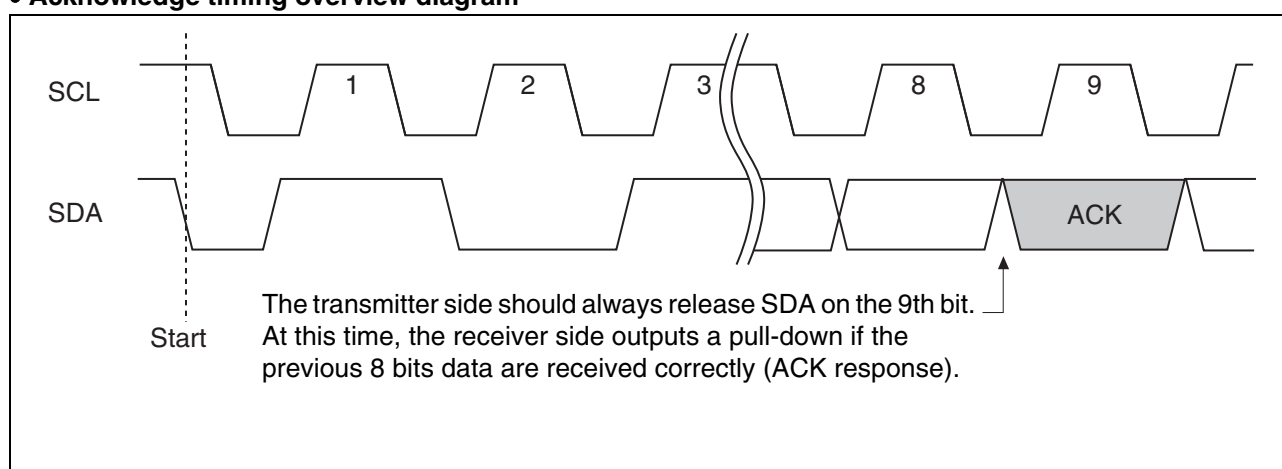 • Acknowledge timing overview diagram
SCL
1
2
3
8
9
SDA
ACK
Start
The transmitter side should always release SDA on the 9th bit.
At this time, the receiver side outputs a pull-down if the
previous 8 bits data are received correctly (ACK response).